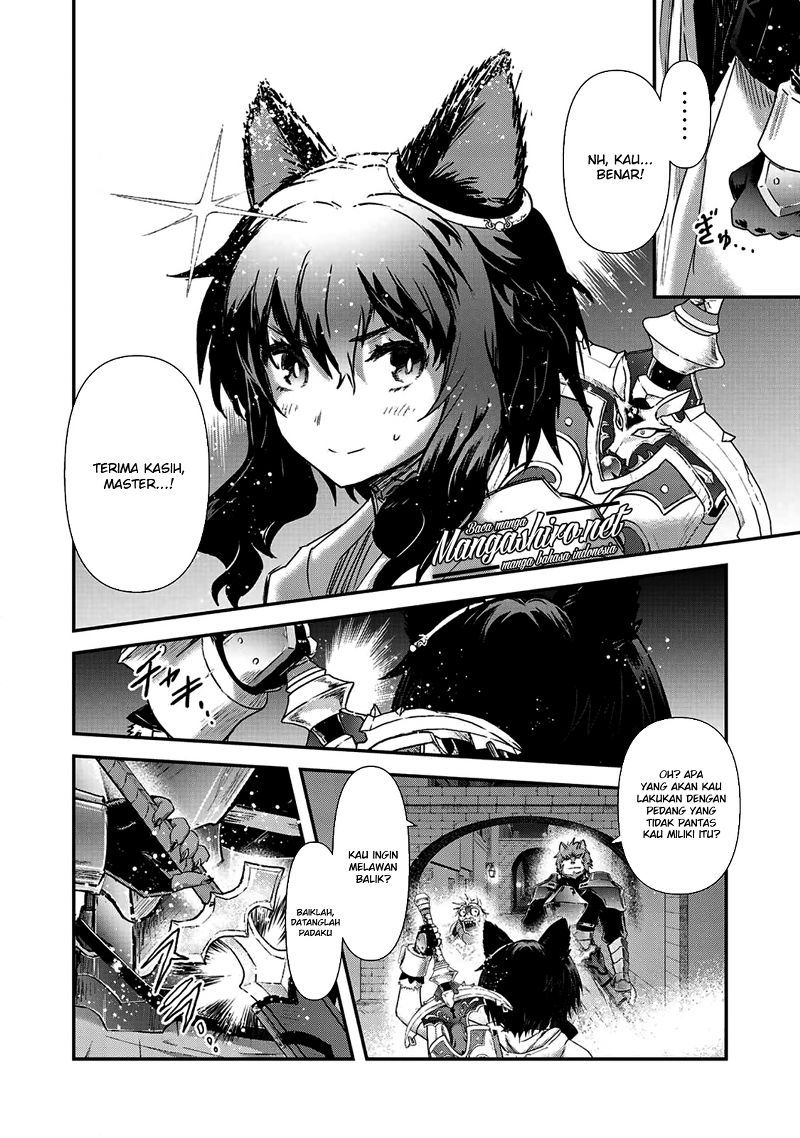 ......
NH, KAU...
BENAR!
ぎゅ...
TERIMA KASIH,
MASTER...!
Baca manga
Mangashiro.net
manga bahasa indonesia
チャキ
OH? APA
YANG AKAN KAU
LAKUKAN DENGAN
PEDANG YANG
TIDAK PANTAS
KAU MILIKI ITU?
KAU INGIN
MELAWAN
BALIK?
BAIKLAH,
DATANGLAH
PADAKU